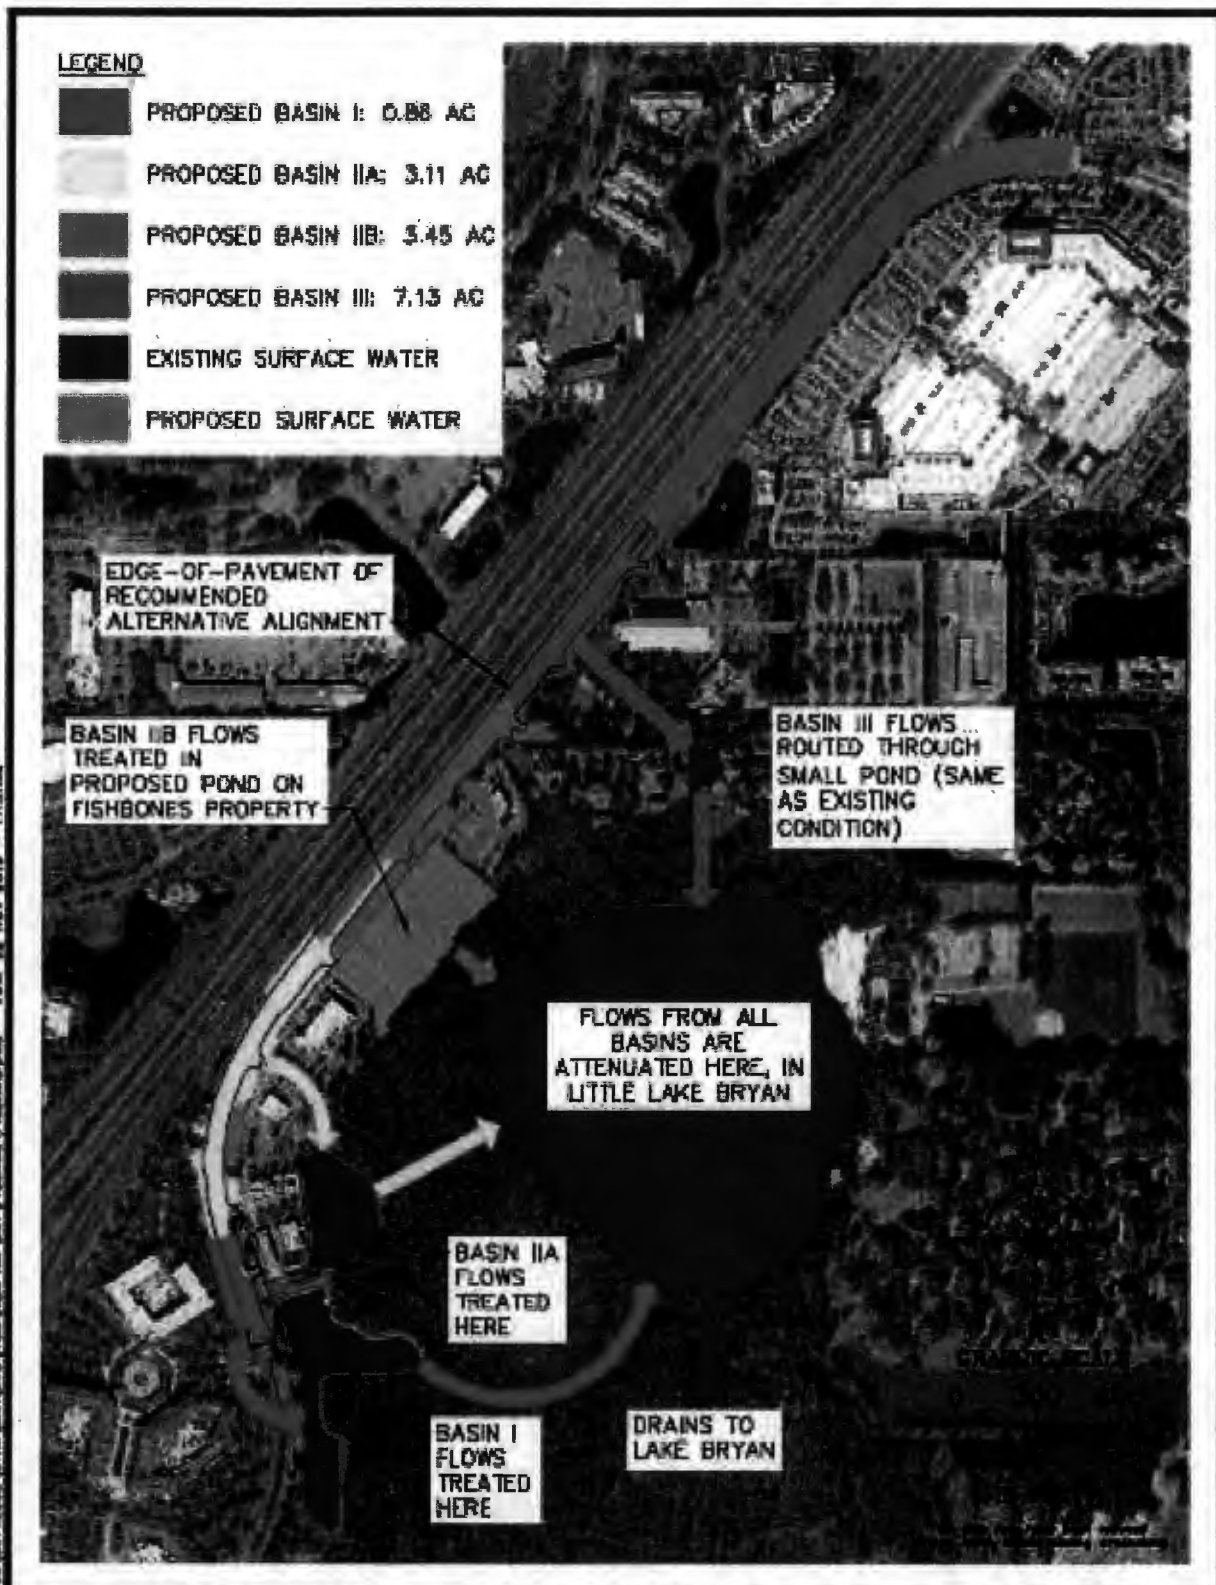 LEGEND
PROPOSED BASIN I: 0.86 AC
PROPOSED BASIN IIA: 3.11 AC
PROPOSED BASIN IIB: 3.45 AC
PROPOSED BASIN III: 7.13 AC
EXISTING SURFACE WATER
PROPOSED SURFACE WATER
EDGE-OF-PAVEMENT OF
RECOMMENDED
ALTERNATIVE ALIGNMENT
BASIN IIB FLOWS
TREATED IN
PROPOSED POND ON
FISHBONES PROPERTY
BASIN III FLOWS
ROUTED THROUGH
SMALL POND (SAME
AS EXISTING
CONDITION)
FLOWS FROM ALL
BASINS ARE
ATTENUATED HERE, IN
LITTLE LAKE BRYAN
BASIN IIA
FLOWS
TREATED
HERE
BASIN I
FLOWS
TREATED
HERE
DRAINS TO
LAKE BRYAN
GRAPHIC SCALE